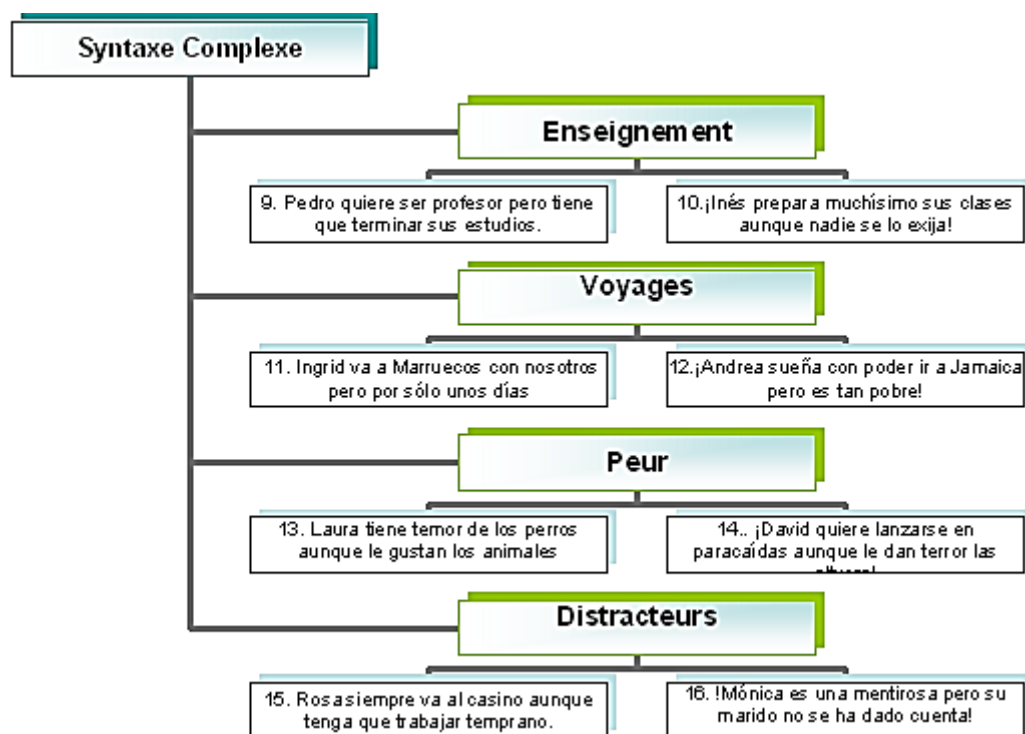 Syntaxe Complexe
Enseignement
9. Pedro quiere ser profesor pero tiene
que terminar sus estudios.
10.¡Inés prepara muchísimo sus clases
aunque nadie se lo exija!
Voyages
11. Ingrid va a Marruecos con nosotros
pero por sólo unos días
12.¡Andrea sueña con poder ir a Jamaica
pero es tan pobre!
Peur
13. Laura tiene temor de los perros
aunque le gustan los animales
14.. ¡David quiere lanzarse en
paracaídas aunque le dan terror las
Distracteurs
15. Rosa siempre va al casino aunque
tenga que trabajar temprano.
16. !Mónica es una mentirosa pero su
marido no se ha dado cuenta!